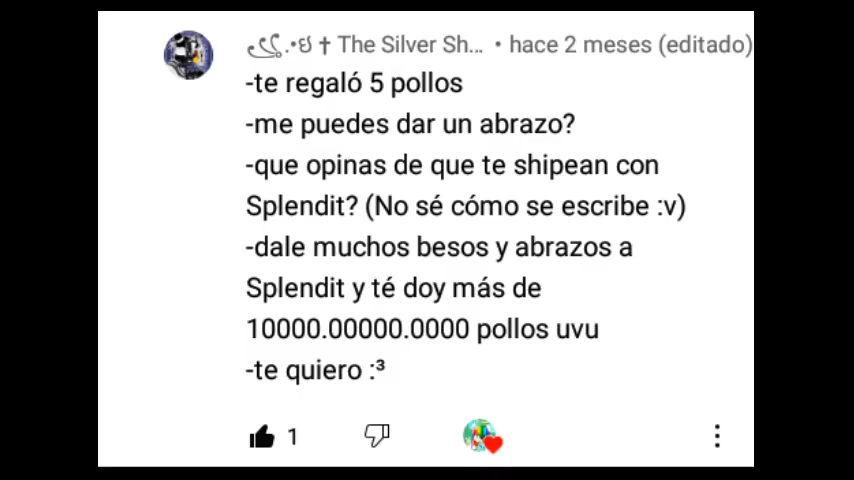 ღ.•ઇ † The Silver Sh... • hace 2 meses (editado)
-te regaló 5 pollos
-me puedes dar un abrazo?
-que opinas de que te shipean con
Splendit? (No sé cómo se escribe :v)
-dale muchos besos y abrazos a
Splendit y té doy más de
10000.00000.0000 pollos uvu
-te quiero :³
1